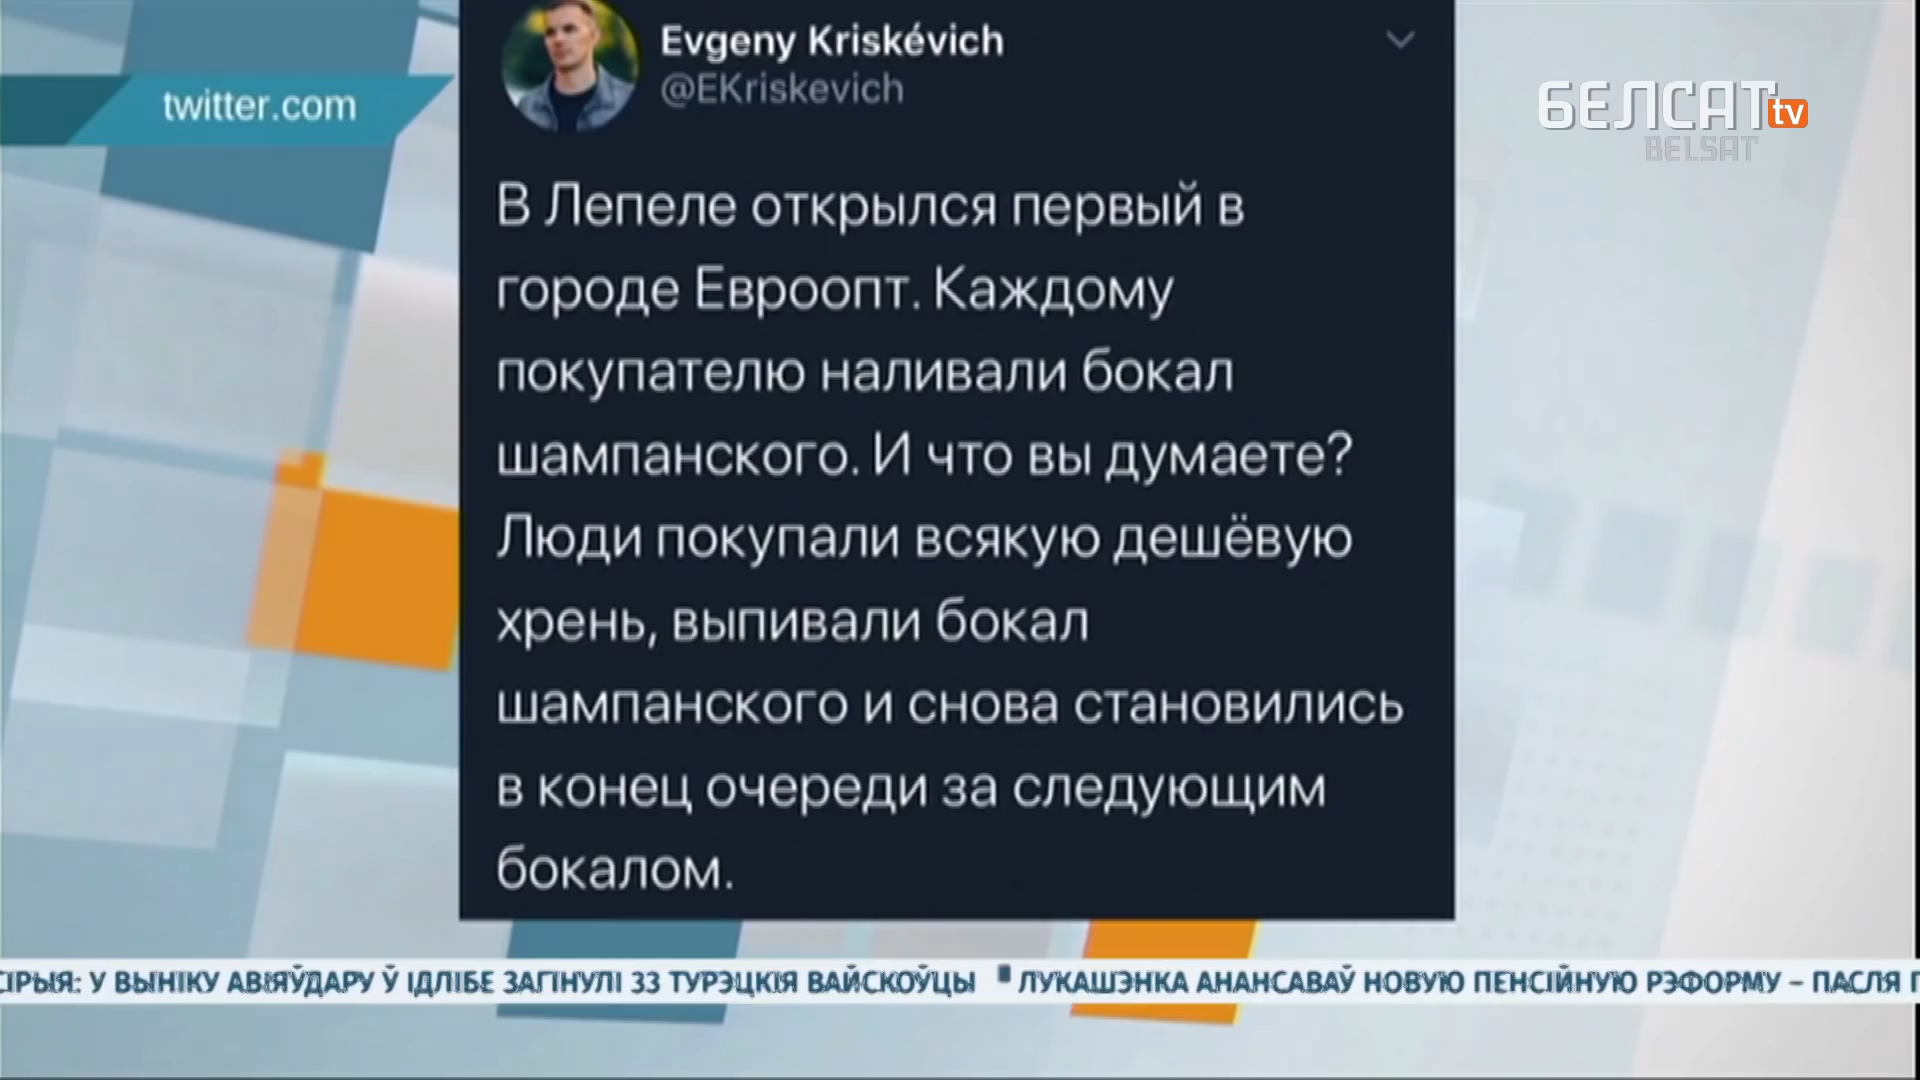 Evgeny Kriskévich
@EKriskevich
twitter.com
БЕЛСАТ tv
BELSAT
В Лепеле открылся первый в
городе Евроопт. Каждому
покупателю наливали бокал
шампанского. И что вы думаете?
Люди покупали всякую дешёвую
хрень, выпивали бокал
шампанского и снова становились
в конец очереди за следующим
бокалом.
СІРЫЯ: У ВЫНІКУ АВІЯЎДАРУ Ў ІДЛІБЕ ЗАГІНУЛІ 33 ТУРЭЦКІЯ ВАЙСКОЎЦЫ ЛУКАШЭНКА АНАНСАВАЎ НОВУЮ ПЕНСІЙНУЮ РЭФОРМУ – ПАСЛЯ